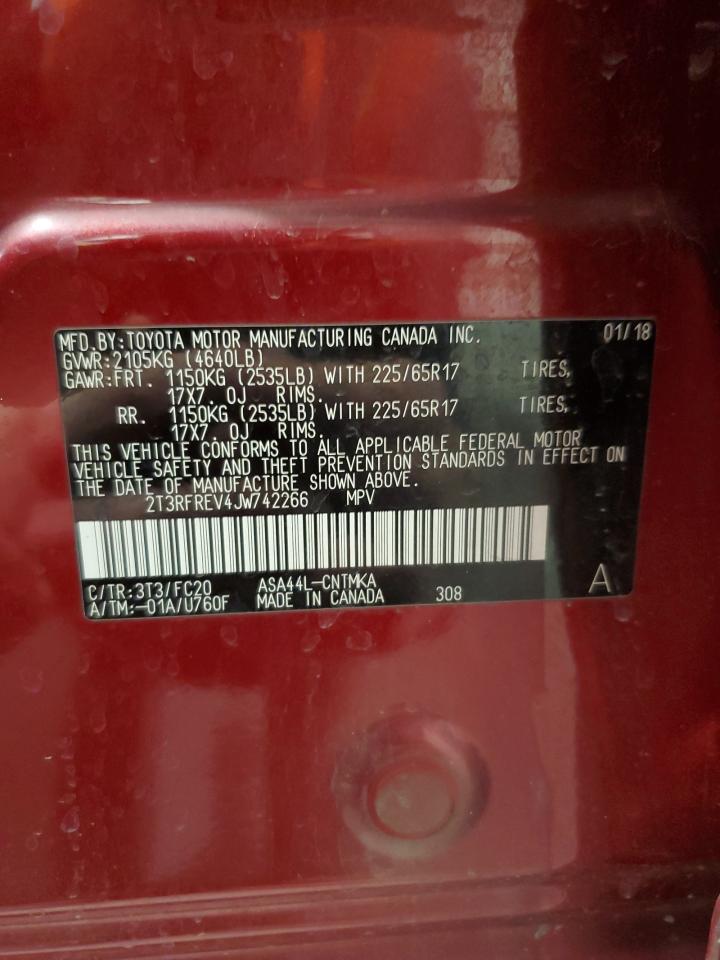 MFD.BY:TOYOTA MOTOR MANUFACTURING CANADA INC. 01/18
GVWR:2105KG (4640LB)
GAWR:FRT. 1150KG (2535LB) WITH 225/65R17 TIRES,
17X7.0J RIMS.
RR. 1150KG (2535LB) WITH 225/65R17 TIRES,
17X7.0J RIMS.
THIS VEHICLE CONFORMS TO ALL APPLICABLE FEDERAL MOTOR
VEHICLE SAFETY AND THEFT PREVENTION STANDARDS IN EFFECT ON
THE DATE OF MANUFACTURE SHOWN ABOVE.
2T3RFREV4JW742266 MPV
C/TR:3T3/FC20 ASA44L-CNTMKA A
A/TM:-01A/U760F MADE IN CANADA 308